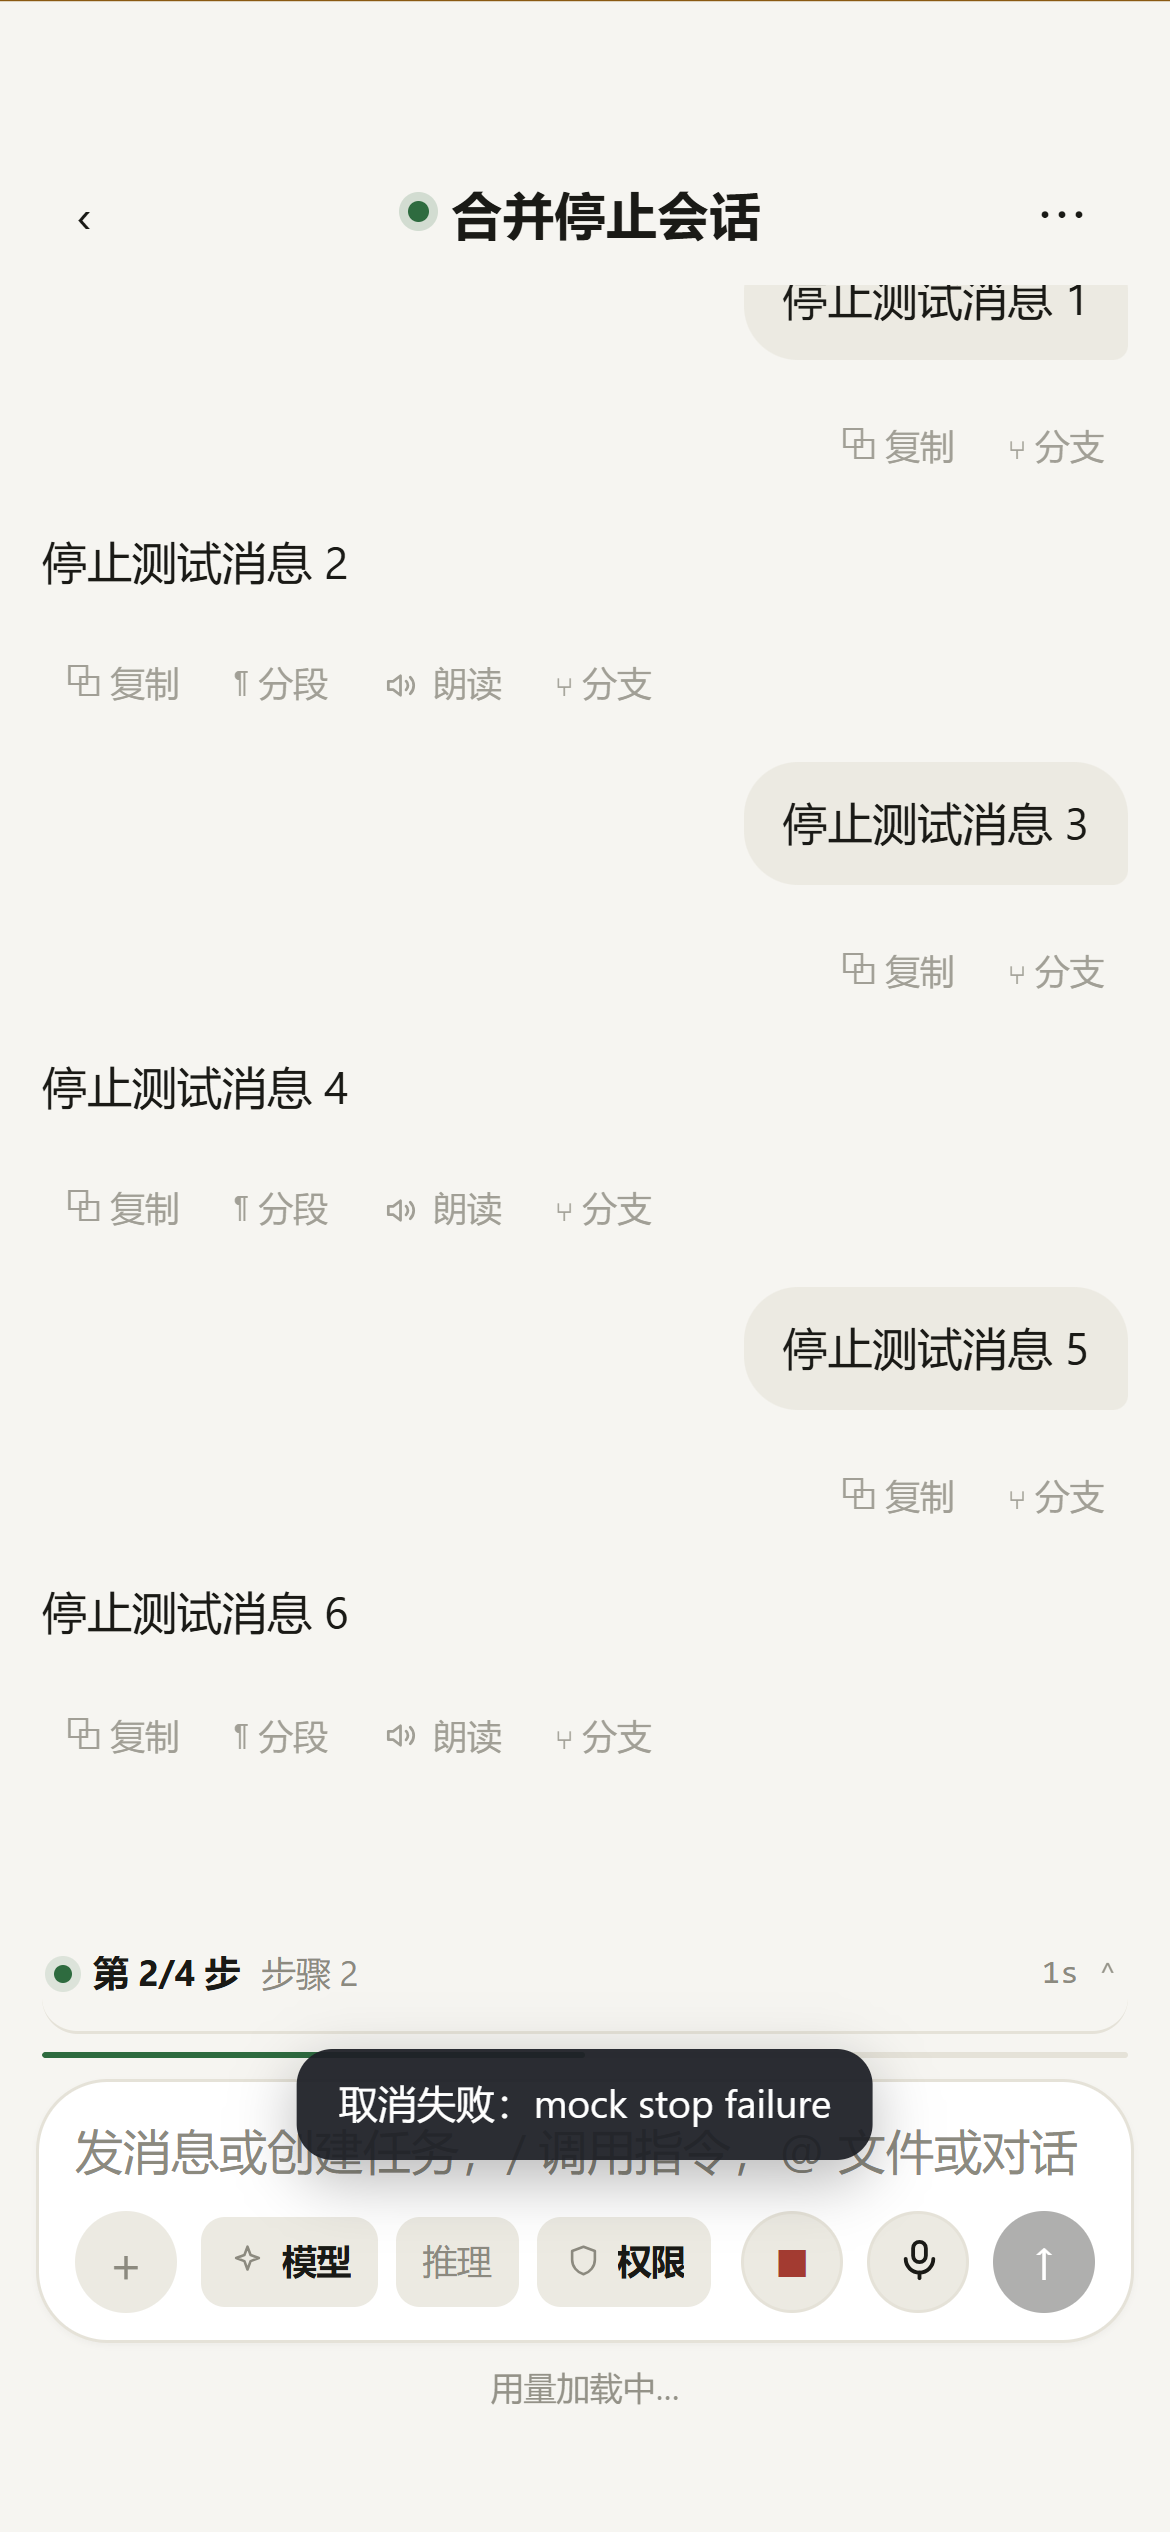 合并停止会话
停止测试消息 1
复制 分支
停止测试消息 2
复制 ¶ 分段 朗读 分支
停止测试消息 3
复制 分支
停止测试消息 4
复制 ¶ 分段 朗读 分支
停止测试消息 5
复制 分支
停止测试消息 6
复制 ¶ 分段 朗读 分支
第 2/4 步 步骤 2 1s ^
取消失败：mock stop failure
发消息或创建任务，/ 调用指令，@ 文件或对话
+ 模型 推理 权限 ↑
用量加载中...